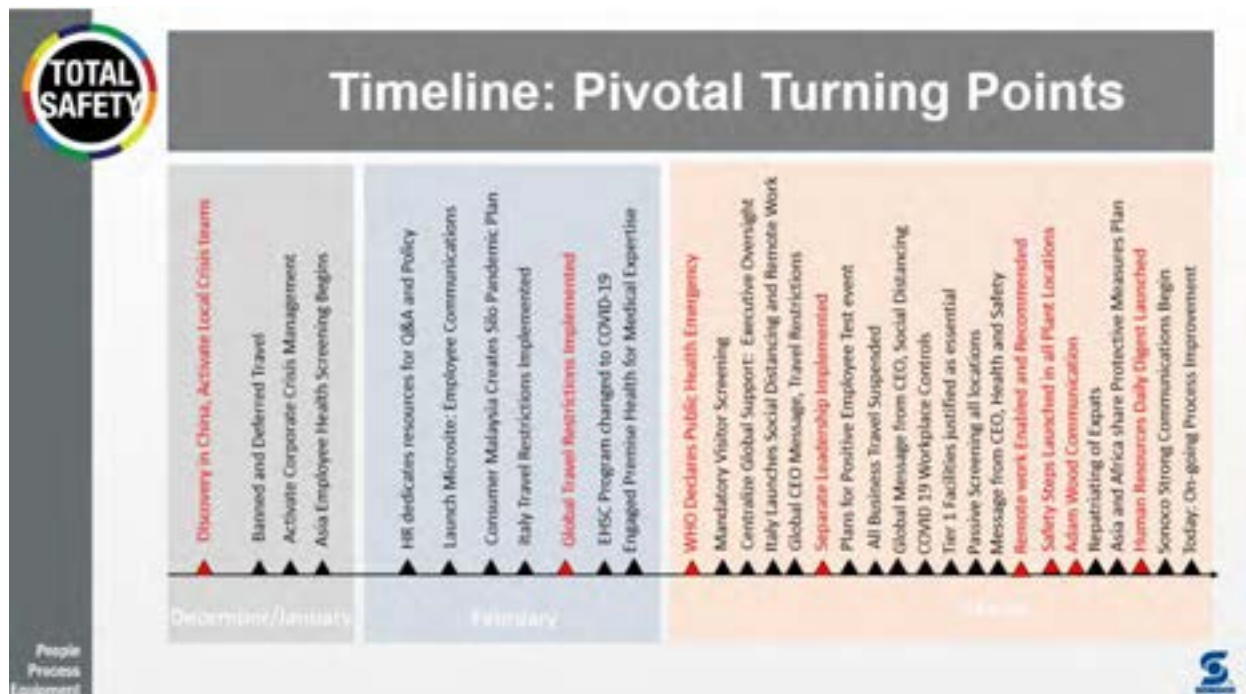 TOTAL
SAFETY
Timeline: Pivotal Turning Points
Discovery in China, Activate Local Crisis teams
Banned and Deferred Travel
Activate Corporate Crisis Management
Asia Employee Health Screening Begins
HR dedicates resources for Q&A and Policy
Launch Microsite: Employee Communications
Consumer Malaysia Creates Silo Pandemic Plan
Italy Travel Restrictions Implemented
Global Travel Restrictions Implemented
EHSC Program changed to COVID-19
Engaged Premise Health for Medical Expertise
WHO Declares Public Health Emergency
Mandatory Visitor Screening
Centralize Global Support: Executive Oversight
Italy Launches Social Distancing and Remote Work
Global CEO Message, Travel Restrictions
Separate Leadership Implemented
Plans for Positive Employee Test event
All Business Travel Suspended
Global Message from CEO, Social Distancing
COVID 19 Workplace Controls
Tier 1 Facilities justified as essential
Passive Screening all locations
Message from CEO, Health and Safety
Remote work Enabled and Recommended
Safety Steps Launched in all Plant Locations
Adam Wood Communication
Repatriating of Expats
Asia and Africa share Protective Measures Plan
Human Resources Daily Digest Launched
Sonoco Strong Communications Begin
Today: On-going Process Improvement
December/January
February
People
Process
Equipment